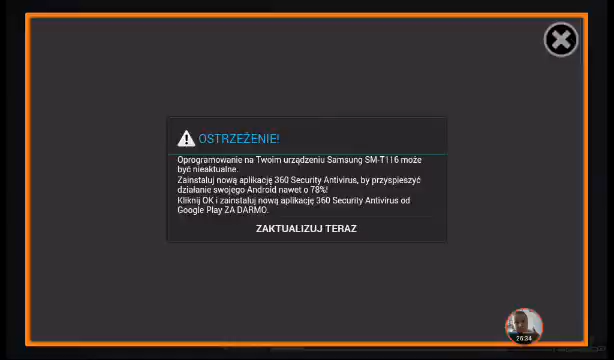 OSTRZEŻENIE!
Oprogramowanie na Twoim urządzeniu Samsung SM-T116 może
być nieaktualne.
Zainstaluj nową aplikację 360 Security Antivirus, by przyspieszyć
działanie swojego Android nawet o 78%!
Kliknij OK i zainstaluj nową aplikację 360 Security Antivirus od
Google Play ZA DARMO.
ZAKTUALIZUJ TERAZ
26:34